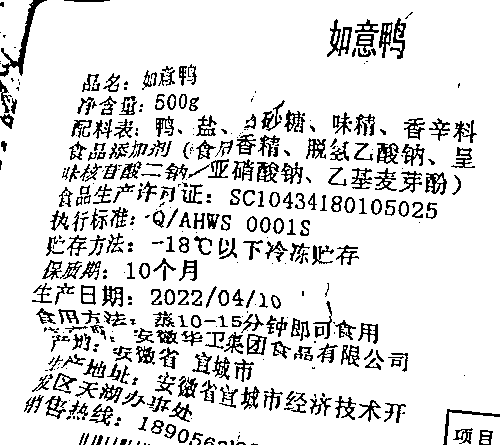 如意鸭
品名：如意鸭
净含量：500g
配料表：鸭、盐、白砂糖、味精、香辛料
食品添加剂（食用香精、脱氢乙酸钠、呈
味核苷酸二钠、亚硝酸钠、乙基麦芽酚）
食品生产许可证：SC10434180105025
执行标准：Q/AHWS 0001S
贮存方法：-18℃以下冷冻贮存
保质期：10个月
生产日期：2022/04/10
食用方法：蒸10-15分钟即可食用
安徽华卫集团食品有限公司
产地：安徽省 宣城市
生产地址：安徽省宣城市经济技术开
发区天湖办事处
销售热线：1890563
项目